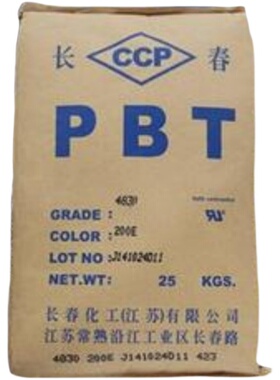 长 CCP 春
PBT
4830
GRADE :
COLOR : 200E
LOT NO : J141024D11
NET.WT: 25 KGS.
长春化工(江苏)有限公司
江苏常熟沿江工业区长春路
4830 200E J141024D11 423